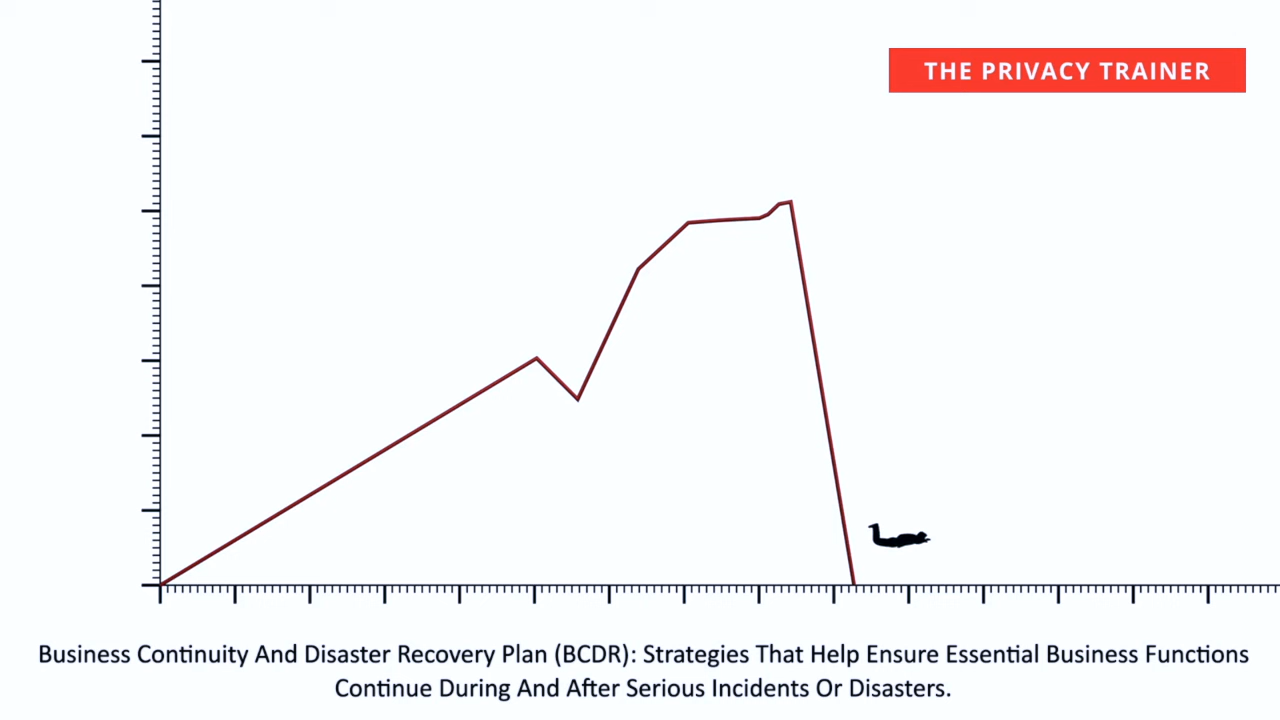 THE PRIVACY TRAINER
Business Continuity And Disaster Recovery Plan (BCDR): Strategies That Help Ensure Essential Business Functions
Continue During And After Serious Incidents Or Disasters.